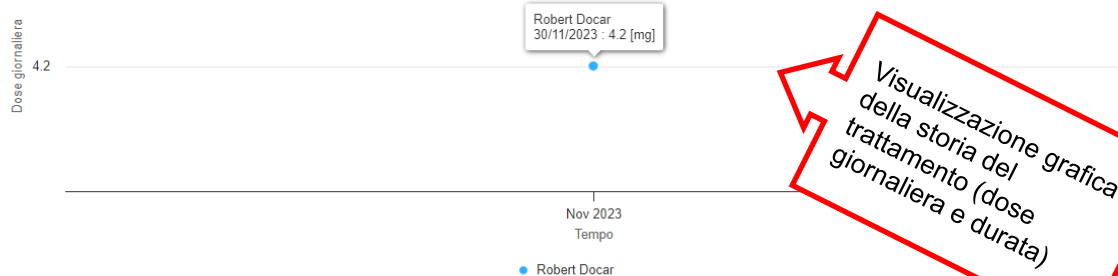 Robert Docar
30/11/2023 : 4.2 [mg]
Dose giornaliera
4.2
Nov 2023
Tempo
Robert Docar
Visualizzazione grafica
della storia del
trattamento (dose
giornaliera e durata)